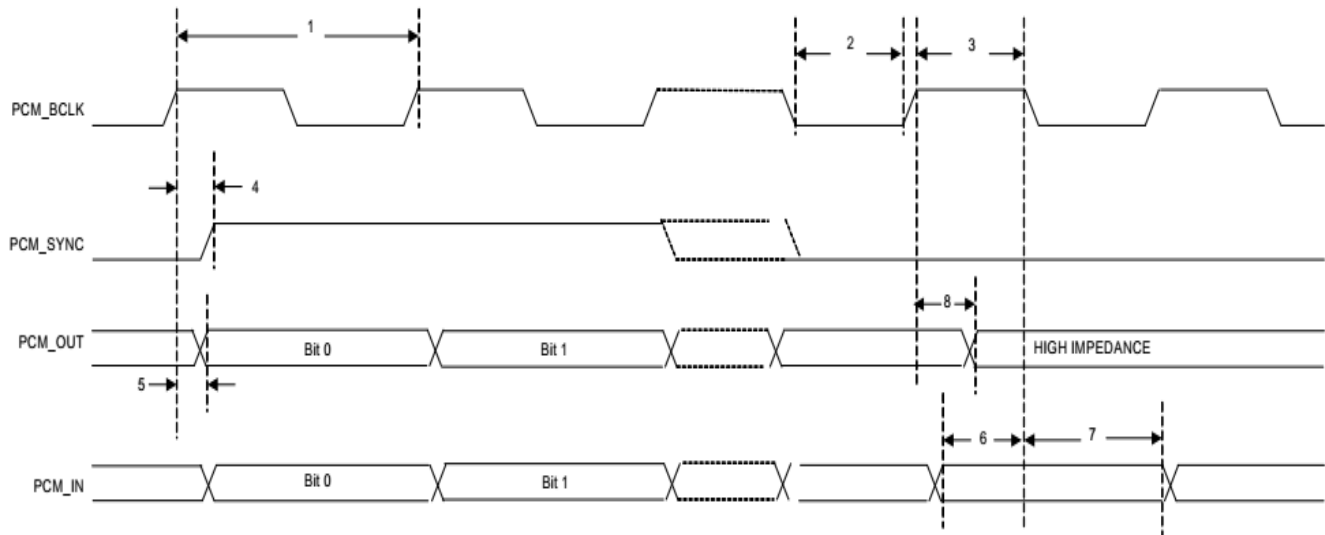 1
2
3
PCM_BCLK
4
PCM_SYNC
8
PCM_OUT
Bit 0
Bit 1
HIGH IMPEDANCE
5
6
7
PCM_IN
Bit 0
Bit 1